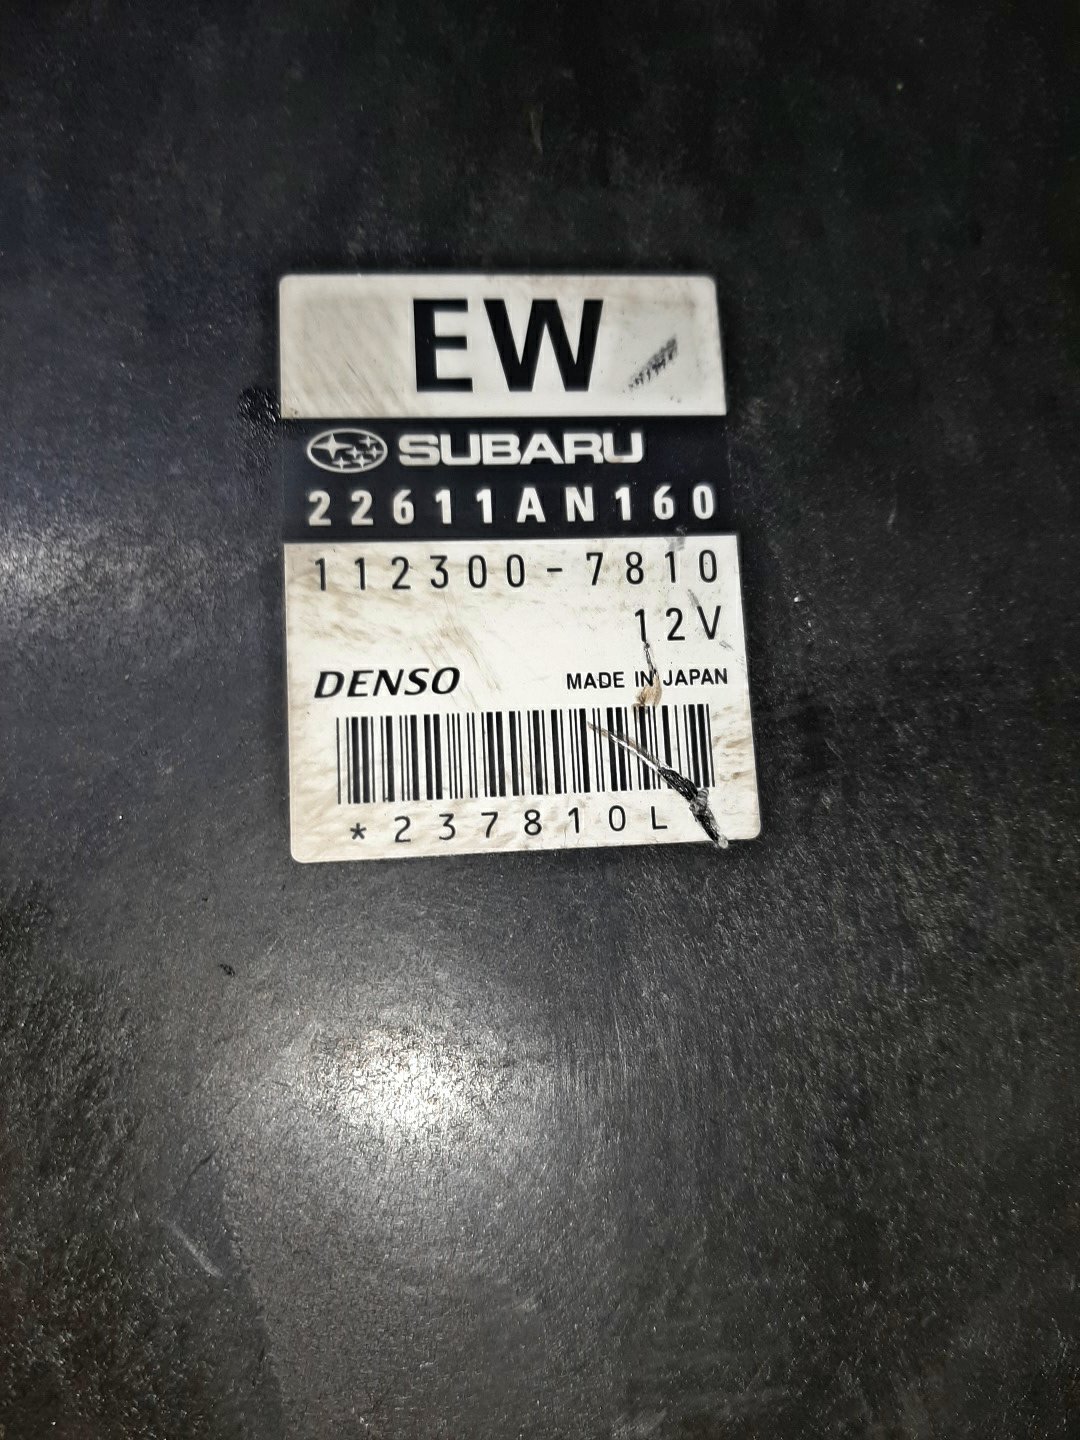 EW
SUBARU
22611AN160
112300-7810
12V
DENSO MADE IN JAPAN
*237810L